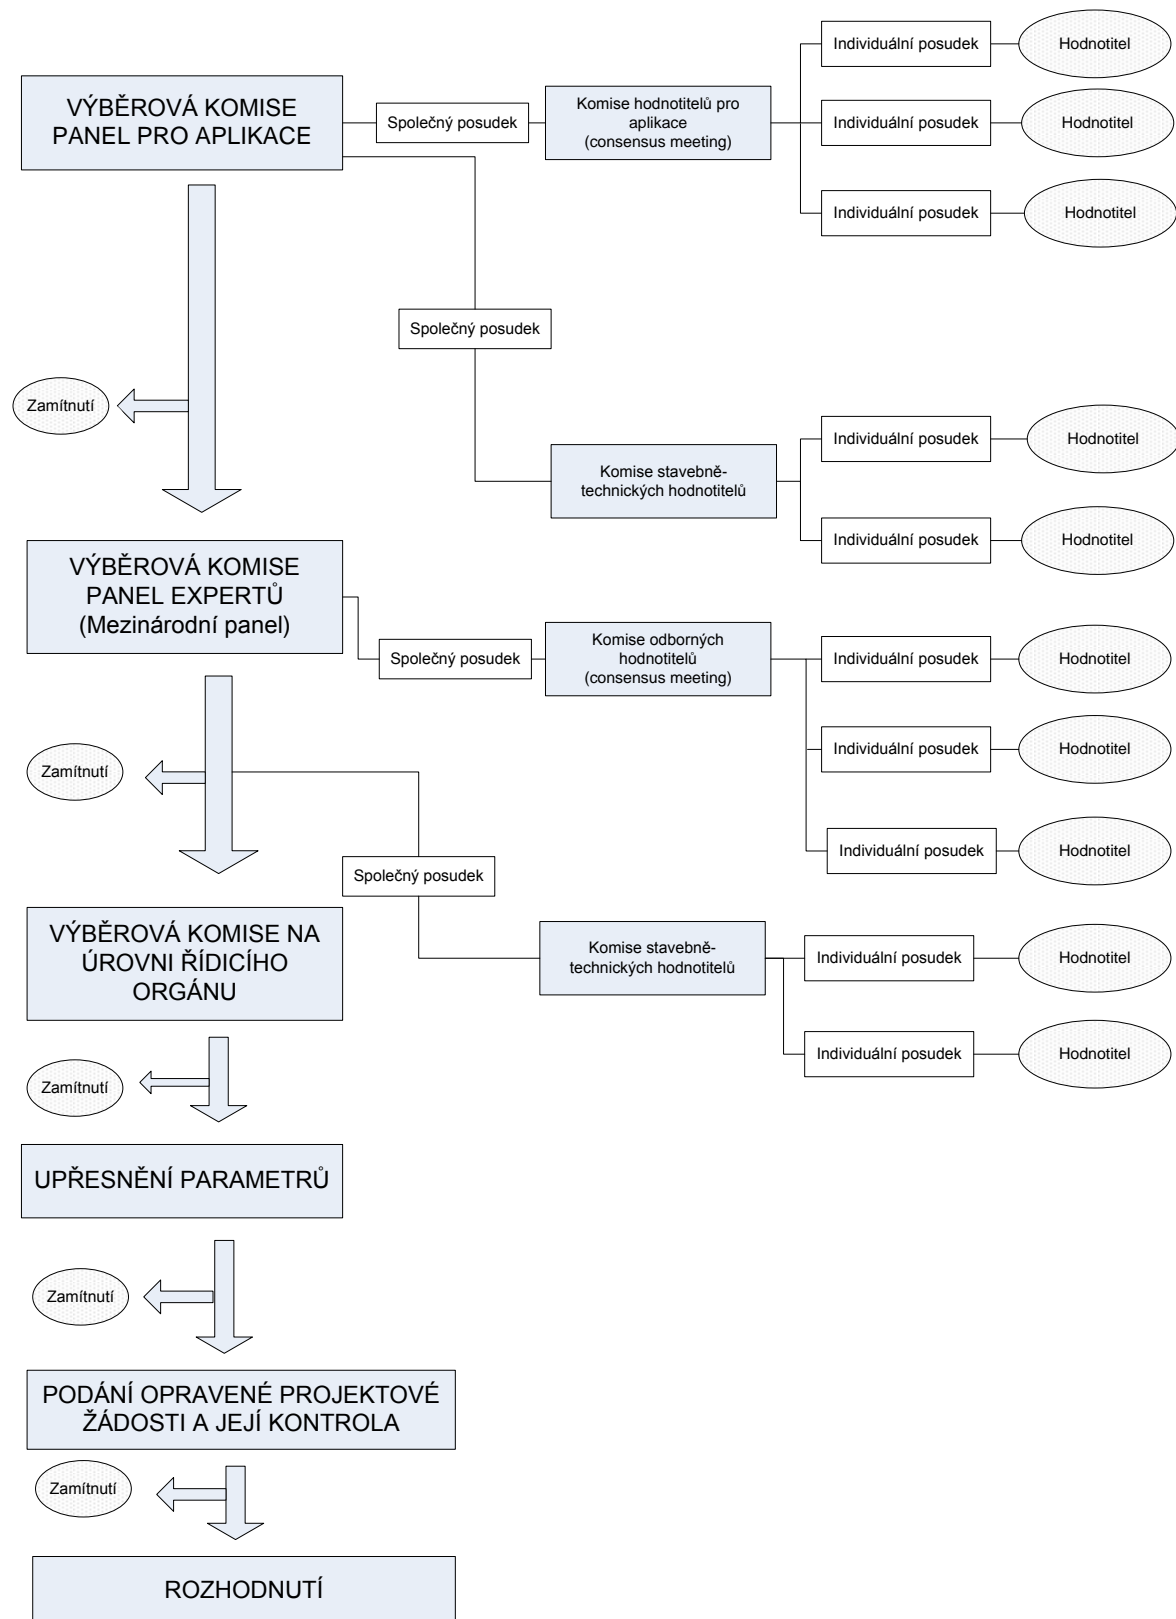 Individuální posudek
Hodnotitel
VÝBĚROVÁ KOMISE
PANEL PRO APLIKACE
Společný posudek
Komise hodnotitelů pro
aplikace
(consensus meeting)
Individuální posudek
Hodnotitel
Individuální posudek
Hodnotitel
Společný posudek
Zamítnutí
Individuální posudek
Hodnotitel
Komise stavebně-
technických hodnotitelů
Individuální posudek
Hodnotitel
VÝBĚROVÁ KOMISE
PANEL EXPERTŮ
(Mezinárodní panel)
Společný posudek
Komise odborných
hodnotitelů
(consensus meeting)
Individuální posudek
Hodnotitel
Individuální posudek
Hodnotitel
Zamítnutí
Individuální posudek
Hodnotitel
Společný posudek
VÝBĚROVÁ KOMISE NA
ÚROVNI ŘÍDICÍHO
ORGÁNU
Komise stavebně-
technických hodnotitelů
Individuální posudek
Hodnotitel
Individuální posudek
Hodnotitel
Zamítnutí
UPŘESNĚNÍ PARAMETRŮ
Zamítnutí
PODÁNÍ OPRAVENÉ PROJEKTOVÉ
ŽÁDOSTI A JEJÍ KONTROLA
Zamítnutí
ROZHODNUTÍ